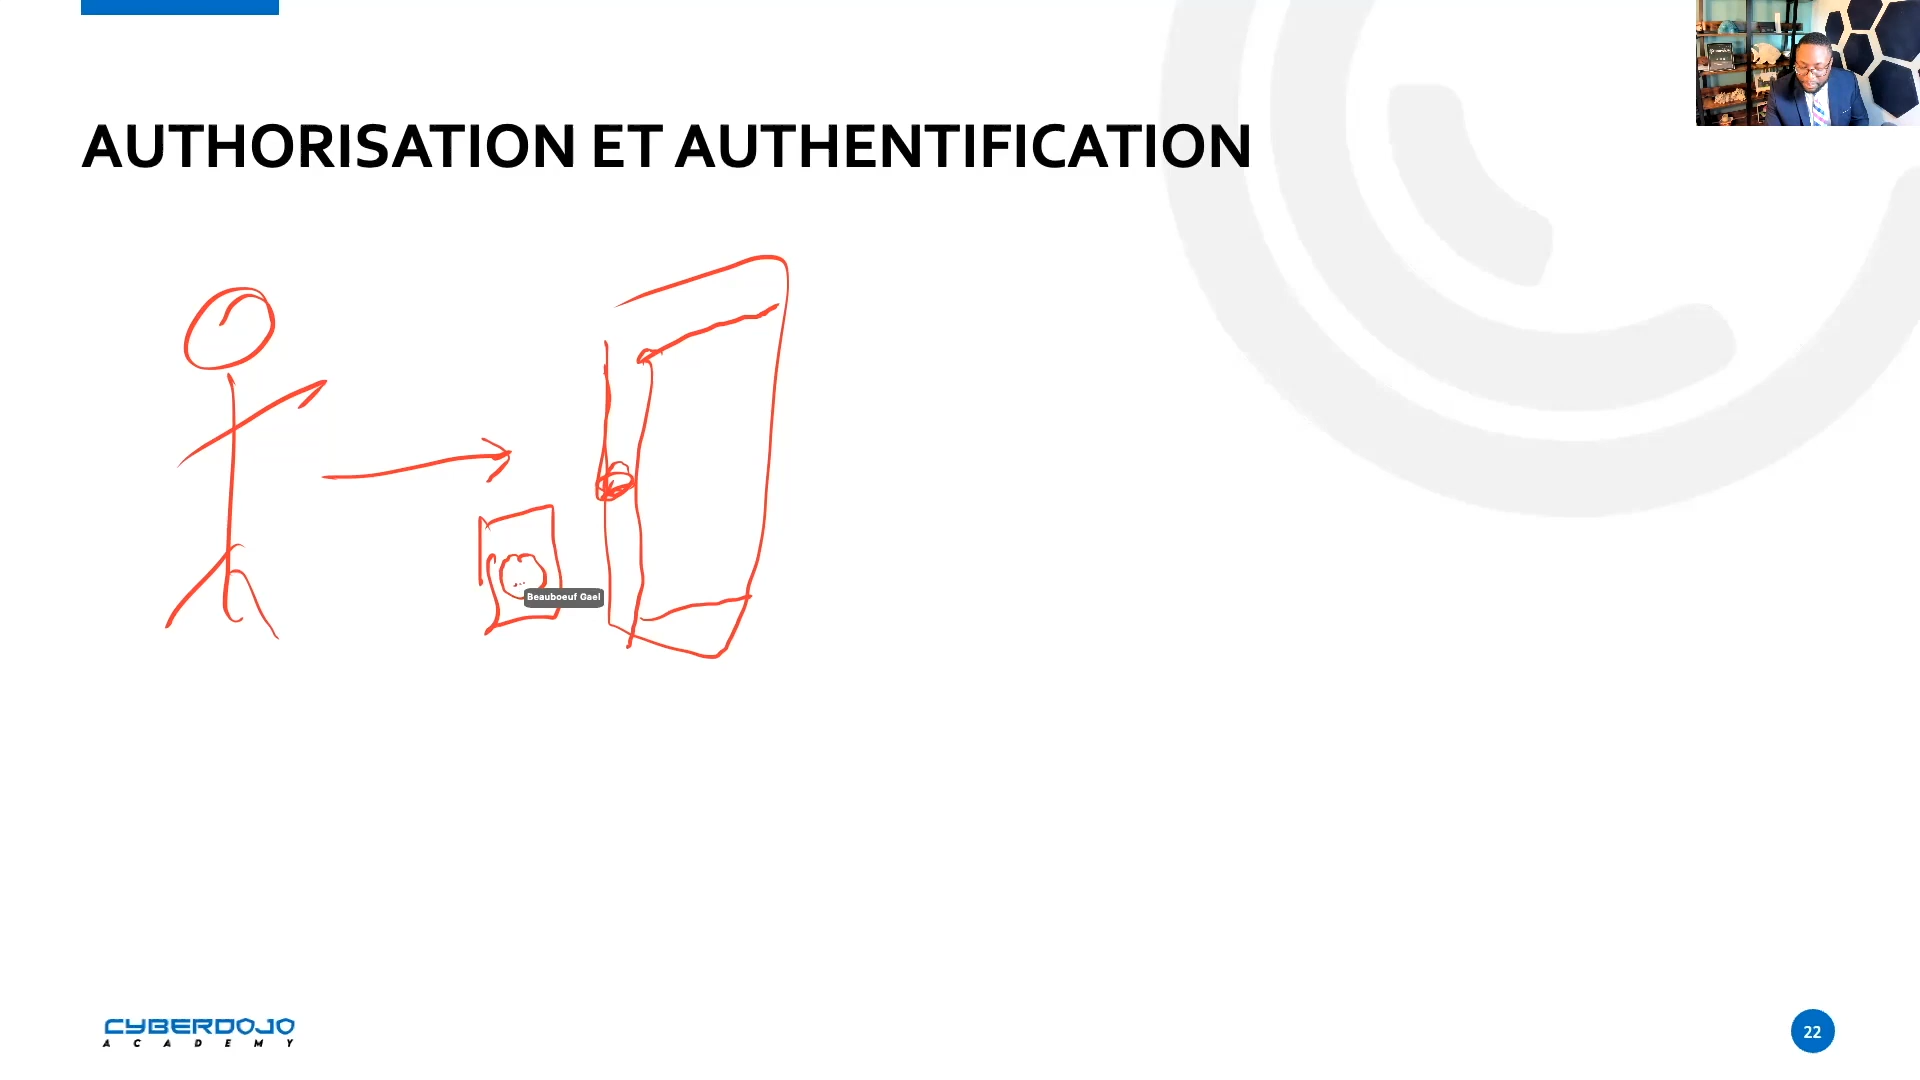 AUTHORISATION ET AUTHENTIFICATION
Beauboeuf Gael
CYBERDOJO
ACADEMY
22